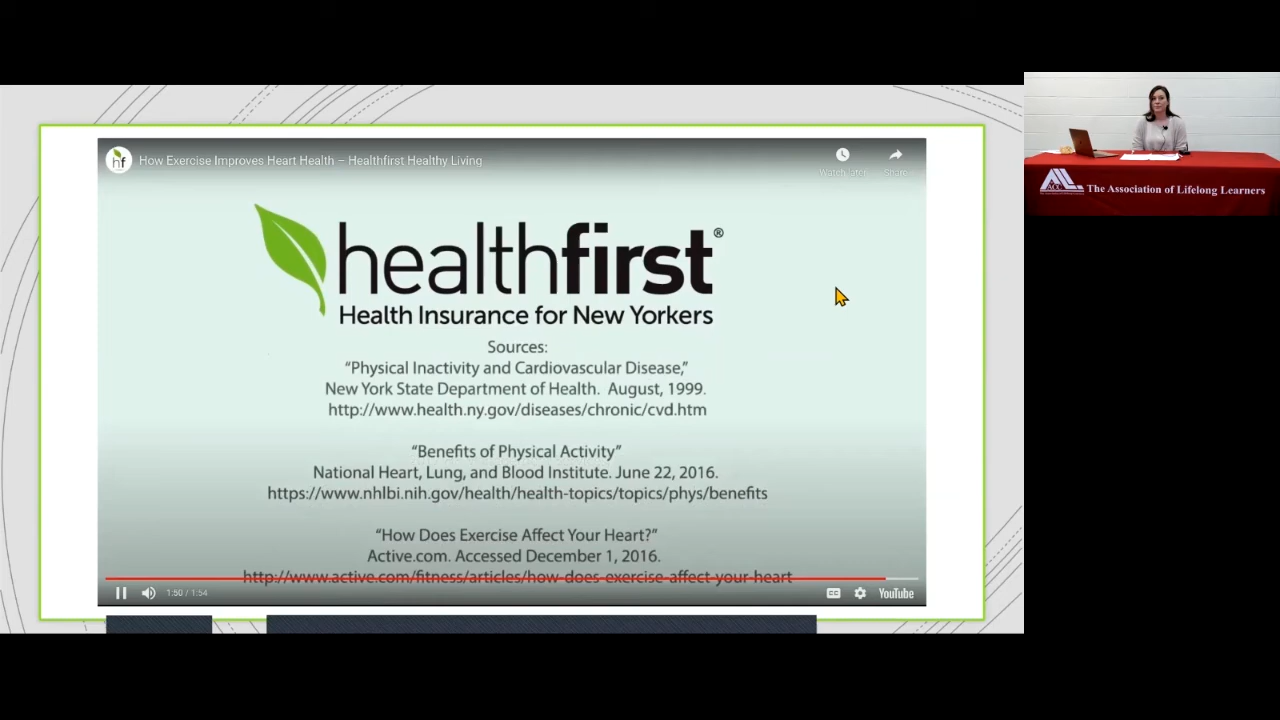 hf
How Exercise Improves Heart Health – Healthfirst Healthy Living
Watch later
Share
healthfirst®
Health Insurance for New Yorkers
Sources:
“Physical Inactivity and Cardiovascular Disease,”
New York State Department of Health. August, 1999.
http://www.health.ny.gov/diseases/chronic/cvd.htm
“Benefits of Physical Activity”
National Heart, Lung, and Blood Institute. June 22, 2016.
https://www.nhlbi.nih.gov/health/health-topics/topics/phys/benefits
“How Does Exercise Affect Your Heart?”
Active.com. Accessed December 1, 2016.
http://www.active.com/fitness/articles/how-does-exercise-affect-your-heart
1:50 / 1:54
CC
YouTube
ACC
The Association of Lifelong Learners